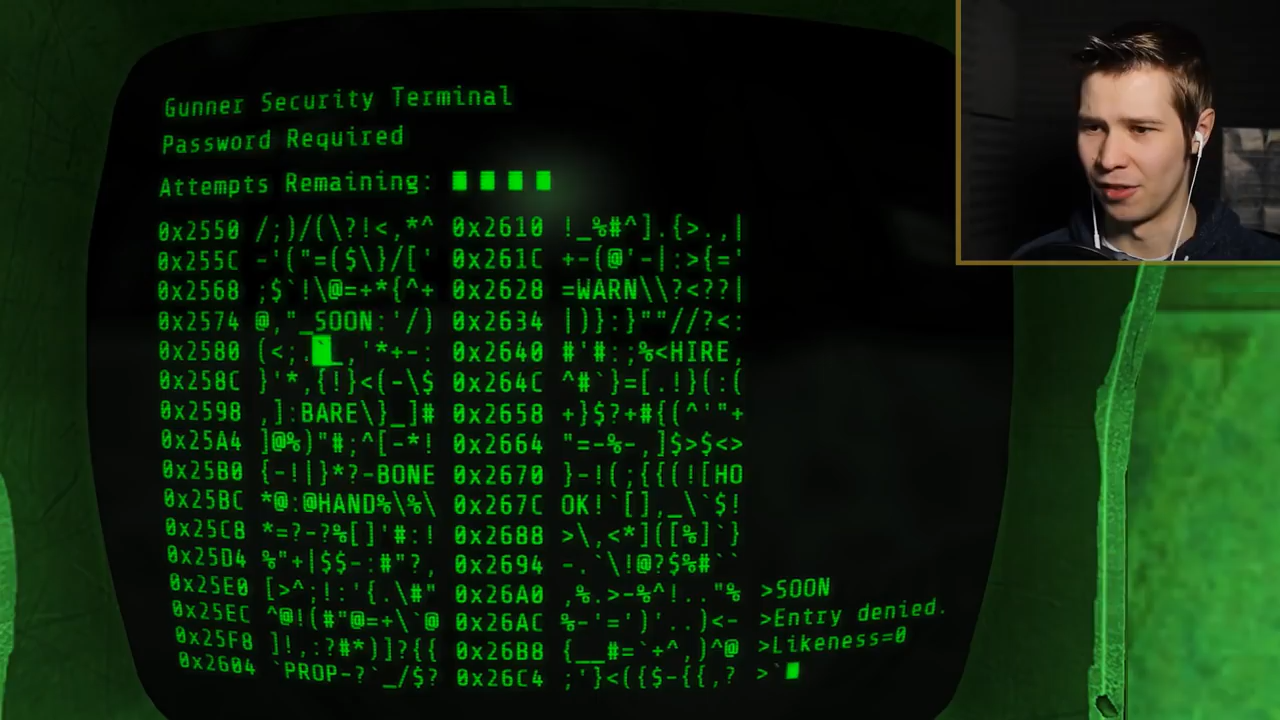 Gunner Security Terminal
Password Required
Attempts Remaining: ■ ■ ■ ■
0x2550 /;)/(\?!<,*^ 0x2610 !_%#^].{>.,|
0x255C -'("=($\}/[' 0x261C +-(@'-|:>{='
0x2568 ;$`!\@=+*{^+ 0x2628 =WARN\\?<??|
0x2574 @,"_SOON:'/) 0x2634 |)}:}""//?<:
0x2580 (<;.`_,'*+-: 0x2640 #'#:;%<HIRE,
0x258C }'*,{!}<(-\$ 0x264C ^#`}=[.!}(:(
0x2598 ,]:BARE\}_]# 0x2658 +}$?+#{(^'"+
0x25A4 ]@%)"#;^[-*! 0x2664 "=-%-,]$>$<>
0x25B0 {-!|}*?-BONE 0x2670 }-!(;{{(![HO
0x25BC *@:@HAND%\%\ 0x267C OK!`[],_\`$!
0x25C8 *=?-?%[]'#:! 0x2688 >\,<*]([%]`}
0x25D4 %"+|$$-:#"?, 0x2694 -.`\!@?$%#``
0x25E0 [>^;!:'{.\#" 0x26A0 ,%.>-%^!.."% >SOON
0x25EC ^@!(#"@=+\`@ 0x26AC %-'=')'..)<- >Entry denied.
0x25F8 ]!,:?#*)]?{{ 0x26B8 {__#=`+^,)^@ >Likeness=0
0x2604 `PROP-?`_/$? 0x26C4 ;'}<({$-{{,? >`■